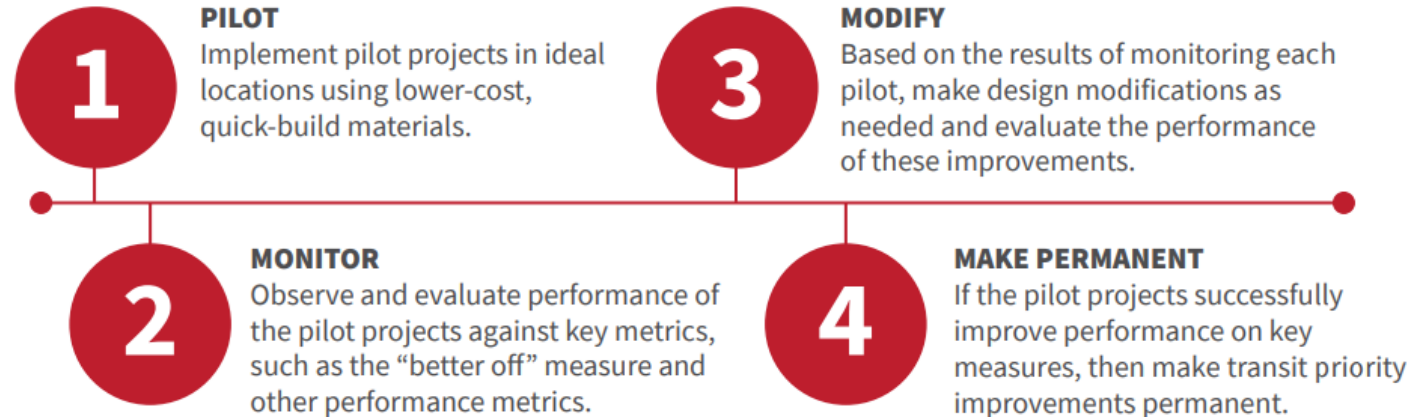 1
PILOT
Implement pilot projects in ideal
locations using lower-cost,
quick-build materials.
2
MONITOR
Observe and evaluate performance of
the pilot projects against key metrics,
such as the “better off” measure and
other performance metrics.
3
MODIFY
Based on the results of monitoring each
pilot, make design modifications as
needed and evaluate the performance
of these improvements.
4
MAKE PERMANENT
If the pilot projects successfully
improve performance on key
measures, then make transit priority
improvements permanent.